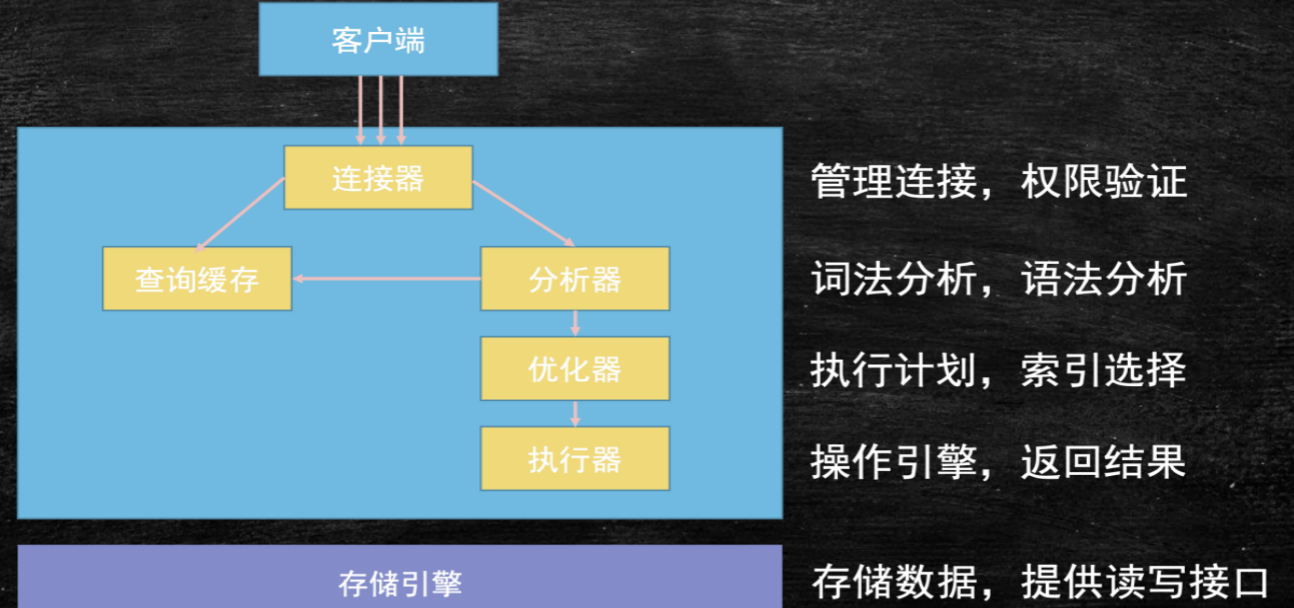 客户端
连接器
管理连接，权限验证
查询缓存
分析器
词法分析，语法分析
优化器
执行计划，索引选择
执行器
操作引擎，返回结果
存储引擎
存储数据，提供读写接口